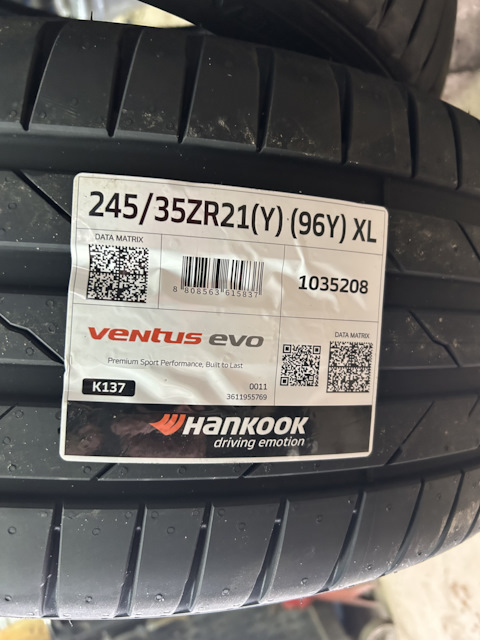 245/35ZR21(Y) (96Y) XL
DATA MATRIX
8 808563 615837
1035208
ventus evo
Premium Sport Performance, Built to Last
DATA MATRIX
K137
0011
3611955769
HANKOOK
driving emotion